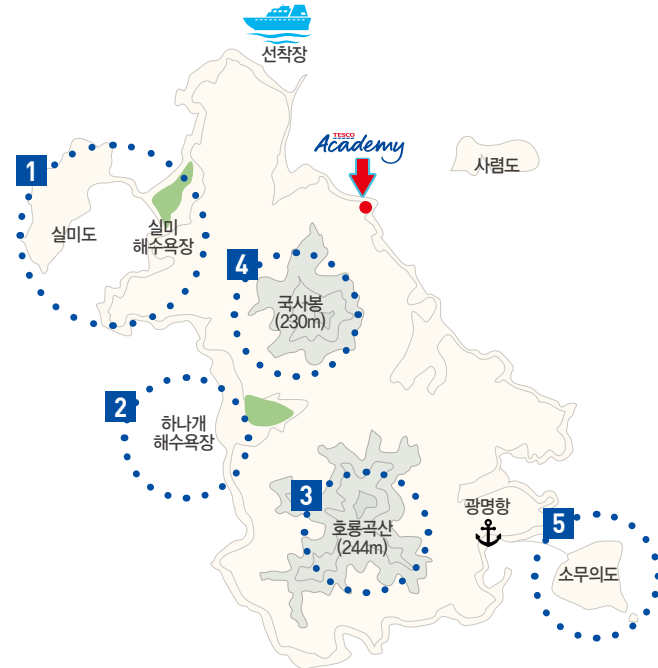 선착장
TESCO
Academy
사렴도
1
실미도
실미
해수욕장
4
국사봉
(230m)
2
하나개
해수욕장
3
호룡곡산
(244m)
광명항
5
소무의도